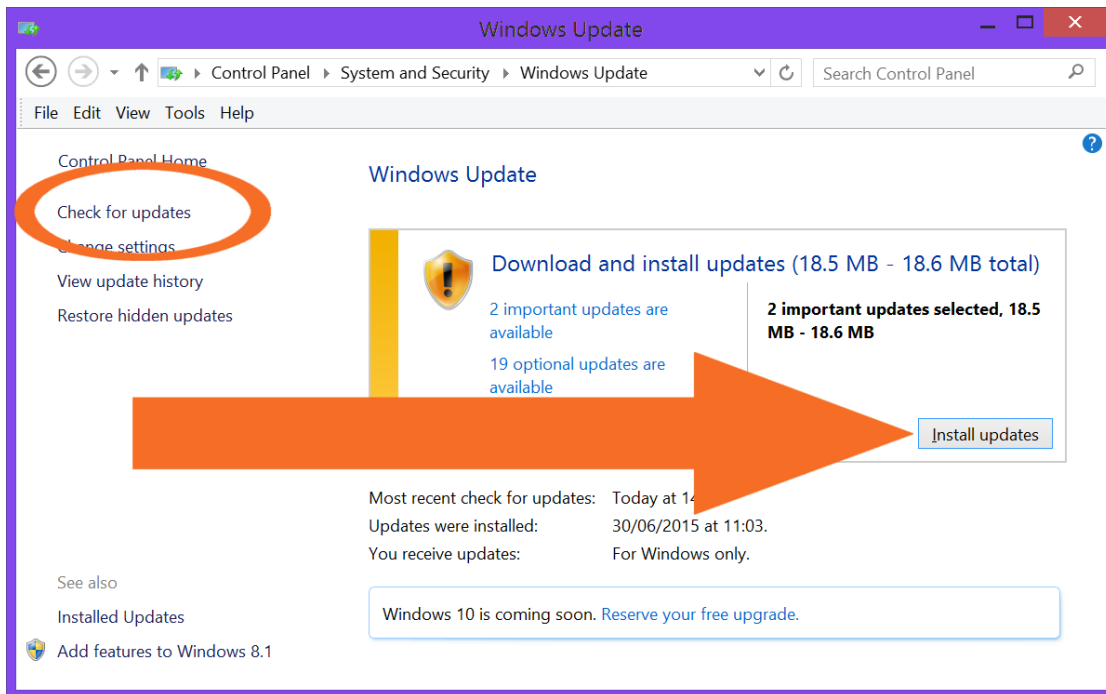 Windows Update
Control Panel
System and Security
Windows Update
Search Control Panel
File Edit View Tools Help
Control Panel Home
Check for updates
Change settings
View update history
Restore hidden updates
Windows Update
Download and install updates (18.5 MB - 18.6 MB total)
2 important updates are
available
19 optional updates are
available
2 important updates selected, 18.5
MB - 18.6 MB
Install updates
Most recent check for updates: Today at
Updates were installed: 30/06/2015 at 11:03.
You receive updates: For Windows only.
Windows 10 is coming soon. Reserve your free upgrade.
See also
Installed Updates
Add features to Windows 8.1